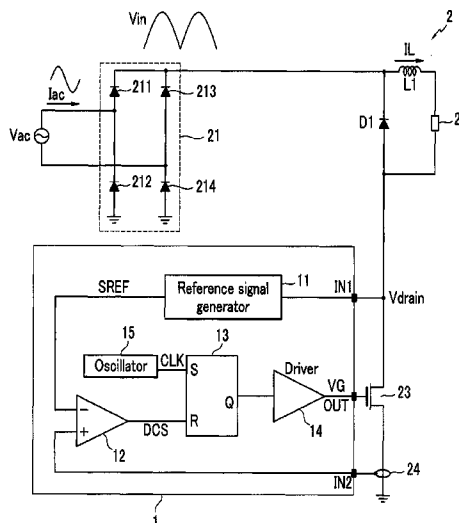 2
Vin
IL
L1
Iac
211
213
D1
2
Vac
21
212
214
11
SREF
Reference signal generator
IN1
Vdrain
15
13
Oscillator
CLK
S
Driver
VG
Q
OUT
23
R
12
DCS
14
24
IN2
1